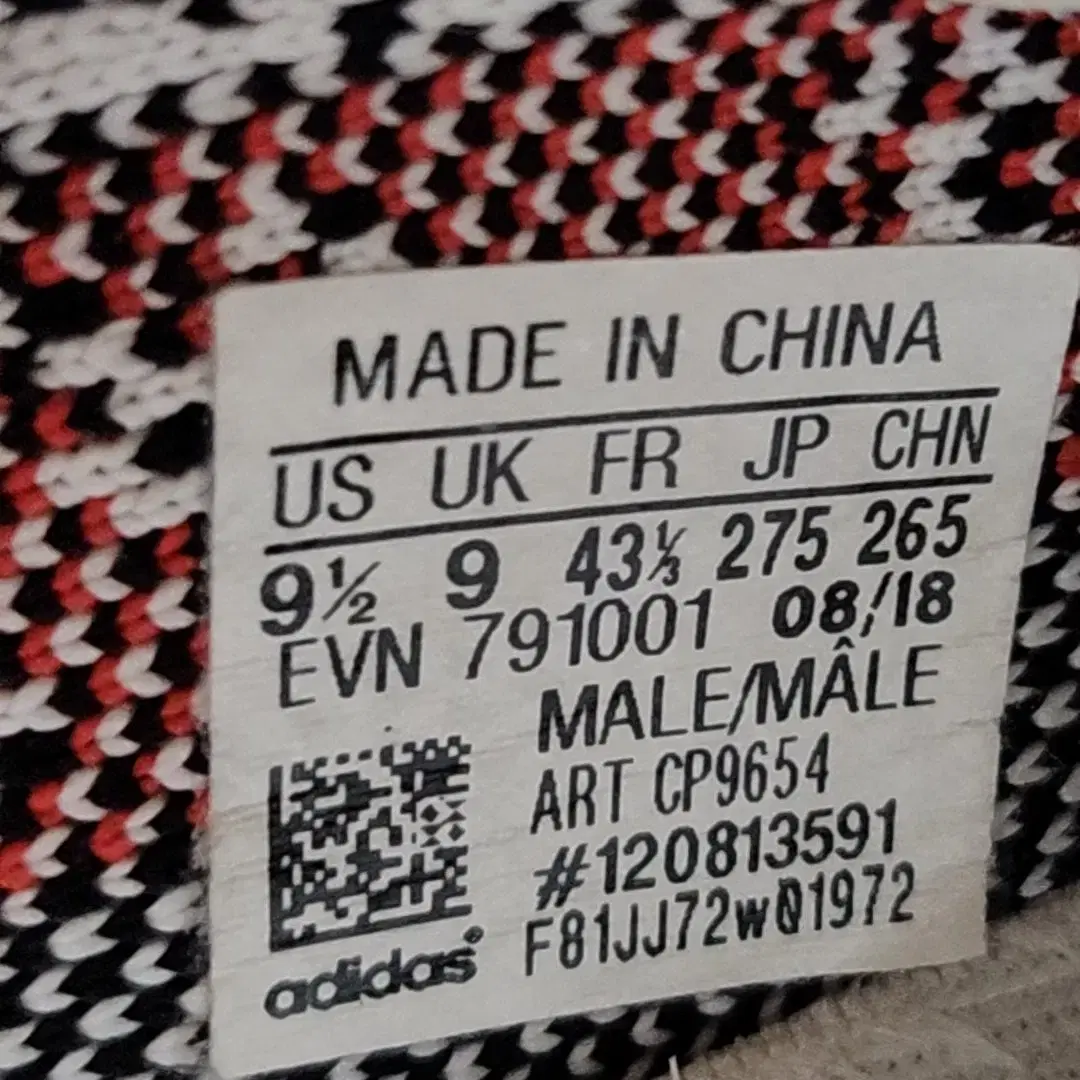 MADE IN CHINA
US UK FR JP CHN
9½ 9 43⅓ 275 265
EVN 791001 08/18
MALE/MÂLE
ART CP9654
#120813591
F81JJ72W01972
adidas®